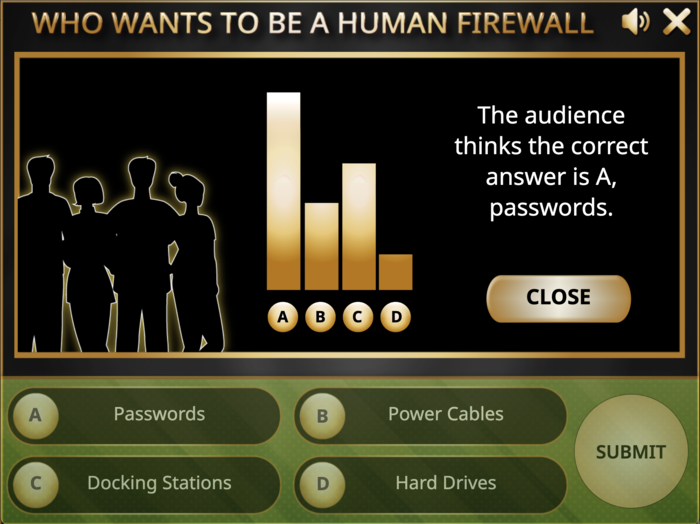 WHO WANTS TO BE A HUMAN FIREWALL
The audience
thinks the correct
answer is A,
passwords.
CLOSE
A B C D
A Passwords
B Power Cables
C Docking Stations
D Hard Drives
SUBMIT